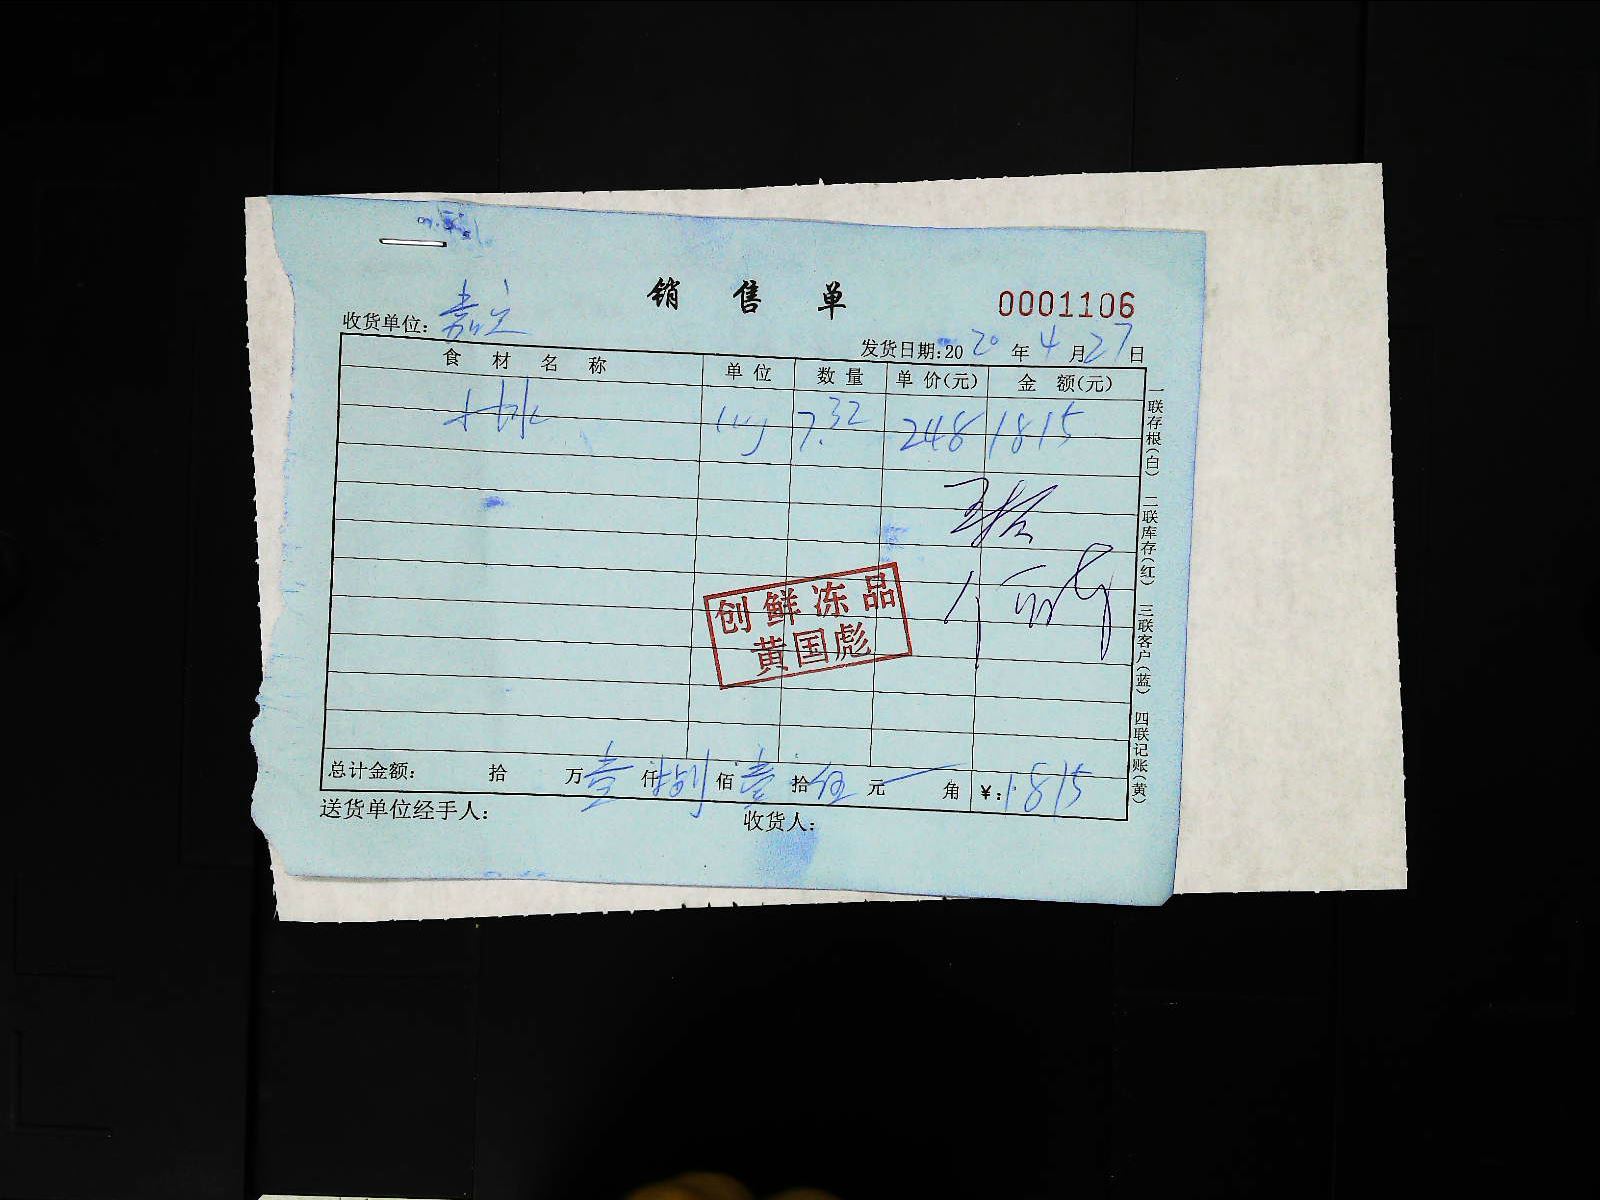 销售单
0001106
收货单位：嘉定
发货日期：2020年4月27日
食材名称 单位 数量 单价(元) 金额(元)
7.32 248 1815
创鲜冻品
黄国彪
总计金额： 拾 万壹仟捌佰壹拾伍元 角 ¥：1815
送货单位经手人： 收货人：
一联存根(白) 二联库存(红) 三联客户(蓝) 四联记账(黄)